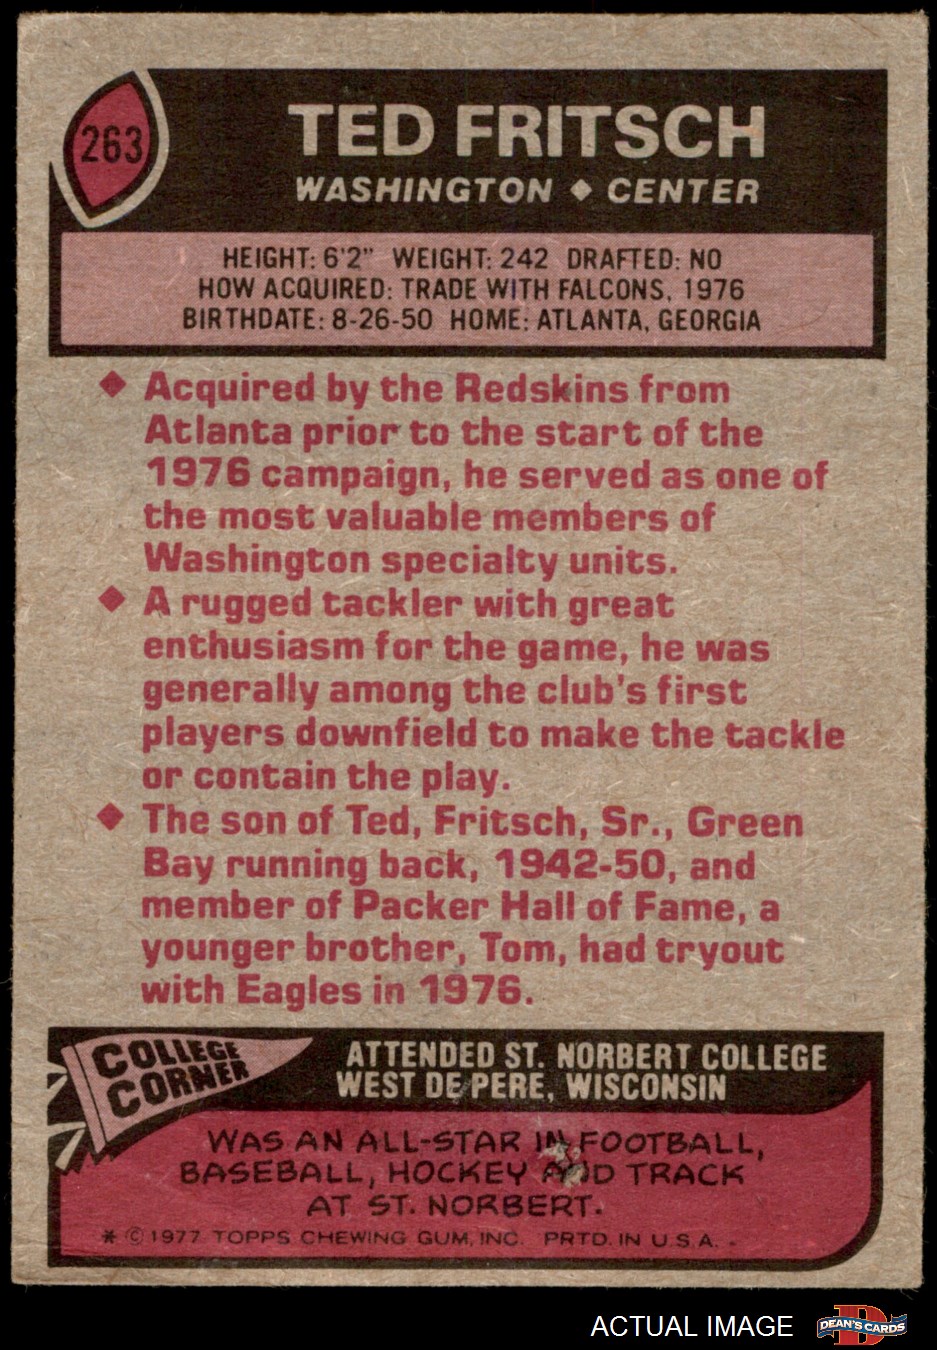 263
TED FRITSCH
WASHINGTON ◆ CENTER
HEIGHT: 6'2" WEIGHT: 242 DRAFTED: NO
HOW ACQUIRED: TRADE WITH FALCONS, 1976
BIRTHDATE: 8-26-50 HOME: ATLANTA, GEORGIA
◆ Acquired by the Redskins from
Atlanta prior to the start of the
1976 campaign, he served as one of
the most valuable members of
Washington specialty units.
◆ A rugged tackler with great
enthusiasm for the game, he was
generally among the club's first
players downfield to make the tackle
or contain the play.
◆ The son of Ted, Fritsch, Sr., Green
Bay running back, 1942-50, and
member of Packer Hall of Fame, a
younger brother, Tom, had tryout
with Eagles in 1976.
COLLEGE
CORNER
ATTENDED ST. NORBERT COLLEGE
WEST DE PERE, WISCONSIN
WAS AN ALL-STAR IN FOOTBALL,
BASEBALL, HOCKEY AND TRACK
AT ST. NORBERT.
* © 1977 TOPPS CHEWING GUM, INC. PRTD. IN U.S.A.
ACTUAL IMAGE
D
DEAN'S CARDS